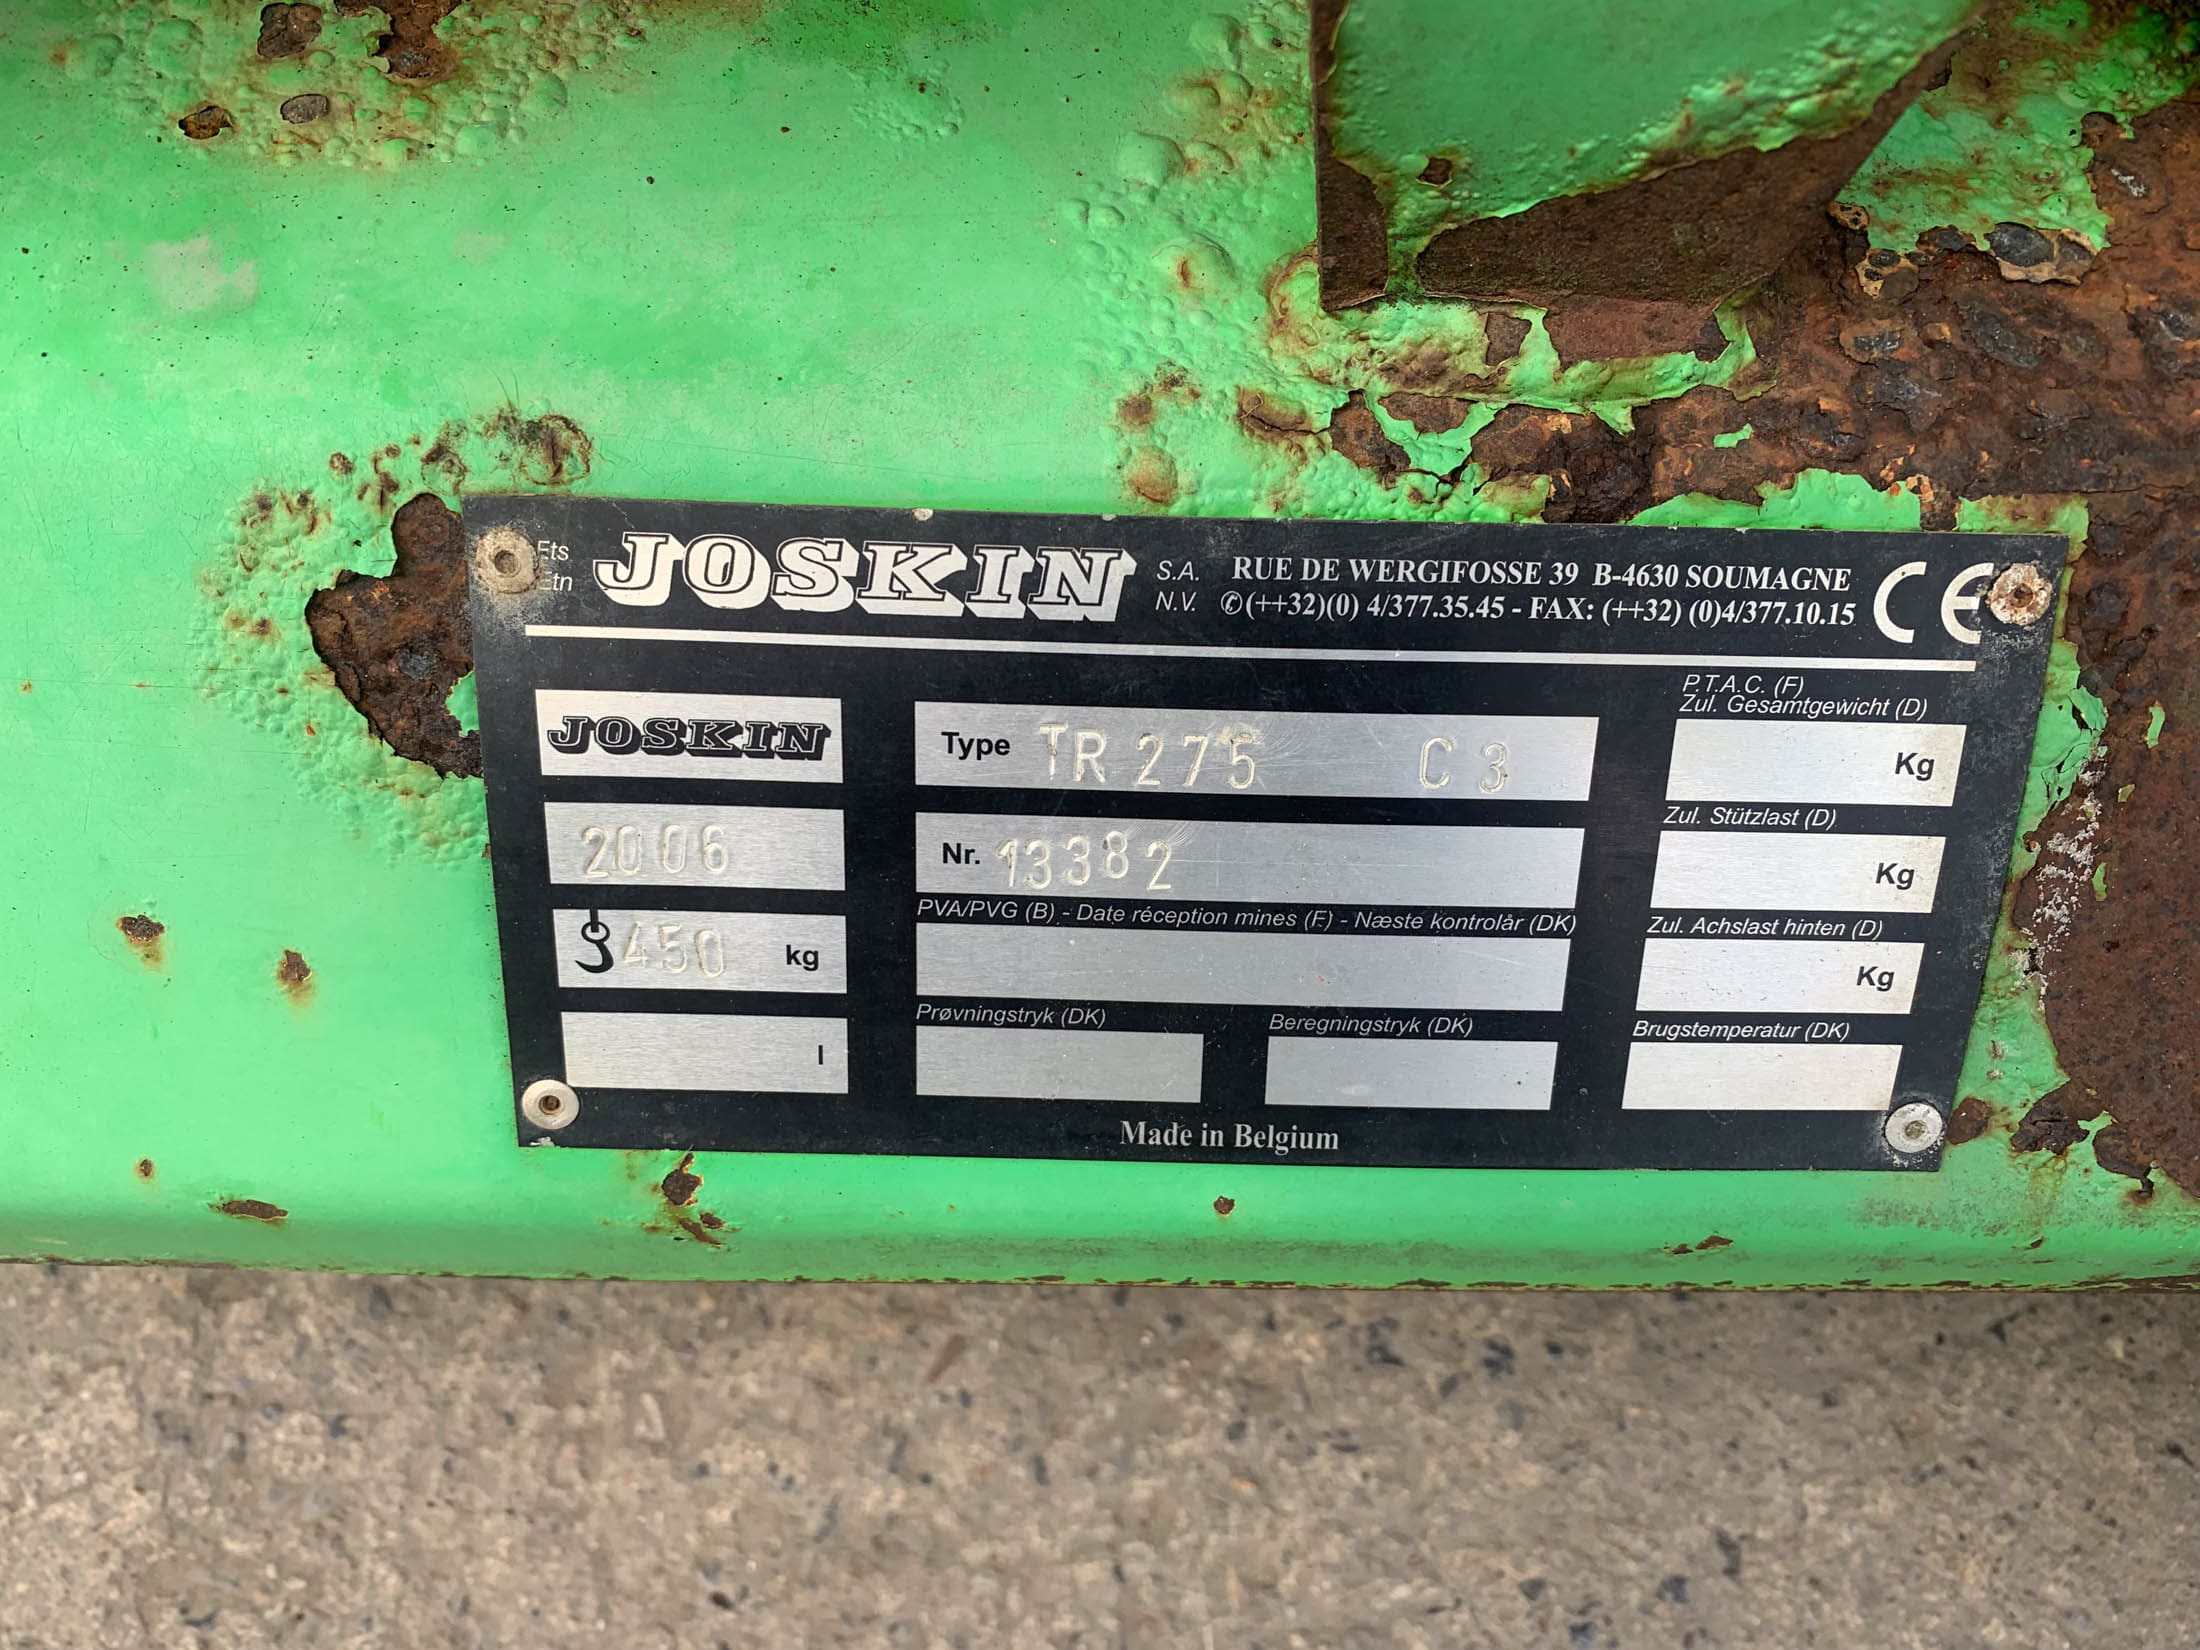 Ets
Etn
JOSKIN
S.A.
N.V.
RUE DE WERGIFOSSE 39 B-4630 SOUMAGNE
✆(++32)(0) 4/377.35.45 - FAX: (++32) (0)4/377.10.15
CE
JOSKIN
Type TR 275 C 3
P.T.A.C. (F)
Zul. Gesamtgewicht (D)
Kg
2006
Nr. 13382
Zul. Stützlast (D)
Kg
450 kg
PVA/PVG (B) - Date réception mines (F) - Næste kontrolår (DK)
Zul. Achslast hinten (D)
Kg
l
Prøvningstryk (DK)
Beregningstryk (DK)
Brugstemperatur (DK)
Made in Belgium